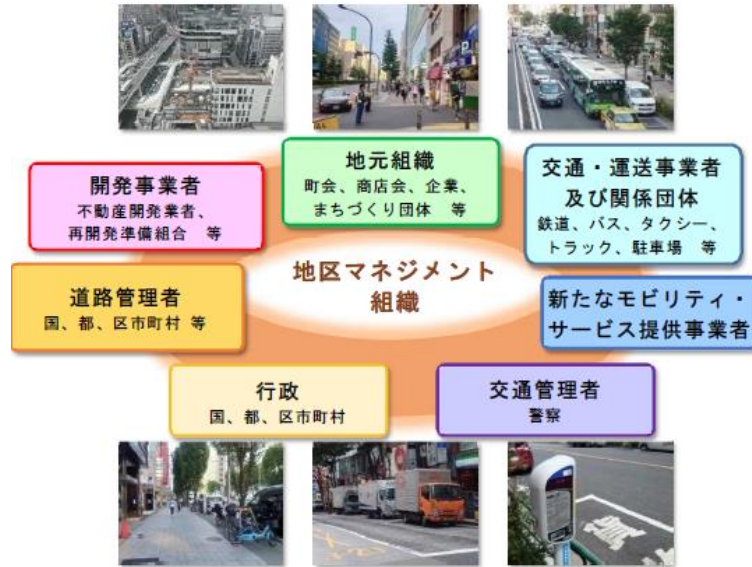 地元組織
町会、商店会、企業、
まちづくり団体 等
開発事業者
不動産開発業者、
再開発準備組合 等
交通・運送事業者
及び関係団体
鉄道、バス、タクシー、
トラック、駐車場 等
地区マネジメント
組織
道路管理者
国、都、区市町村 等
新たなモビリティ・
サービス提供事業者
行政
国、都、区市町村
交通管理者
警察